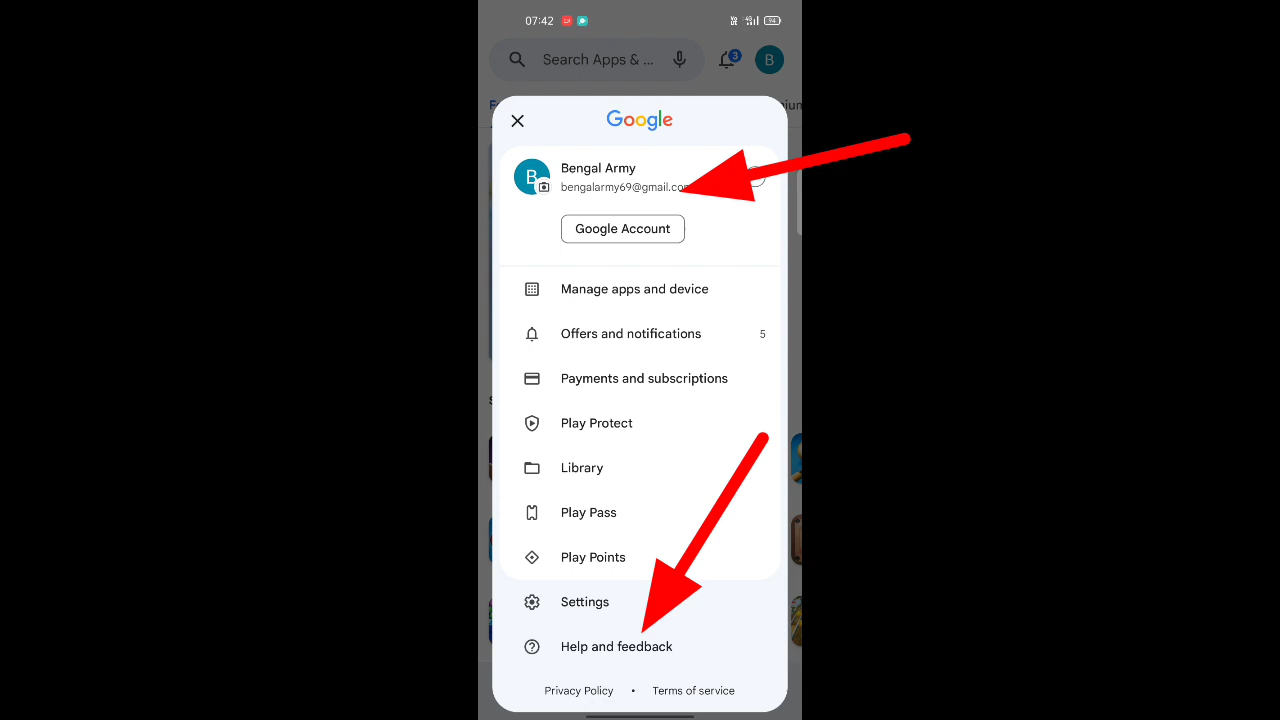 07:42
94
Search Apps & ...
3
B
Google
B
Bengal Army
bengalarmy69@gmail.com
Google Account
Manage apps and device
Offers and notifications 5
Payments and subscriptions
Play Protect
Library
Play Pass
Play Points
Settings
Help and feedback
Privacy Policy • Terms of service